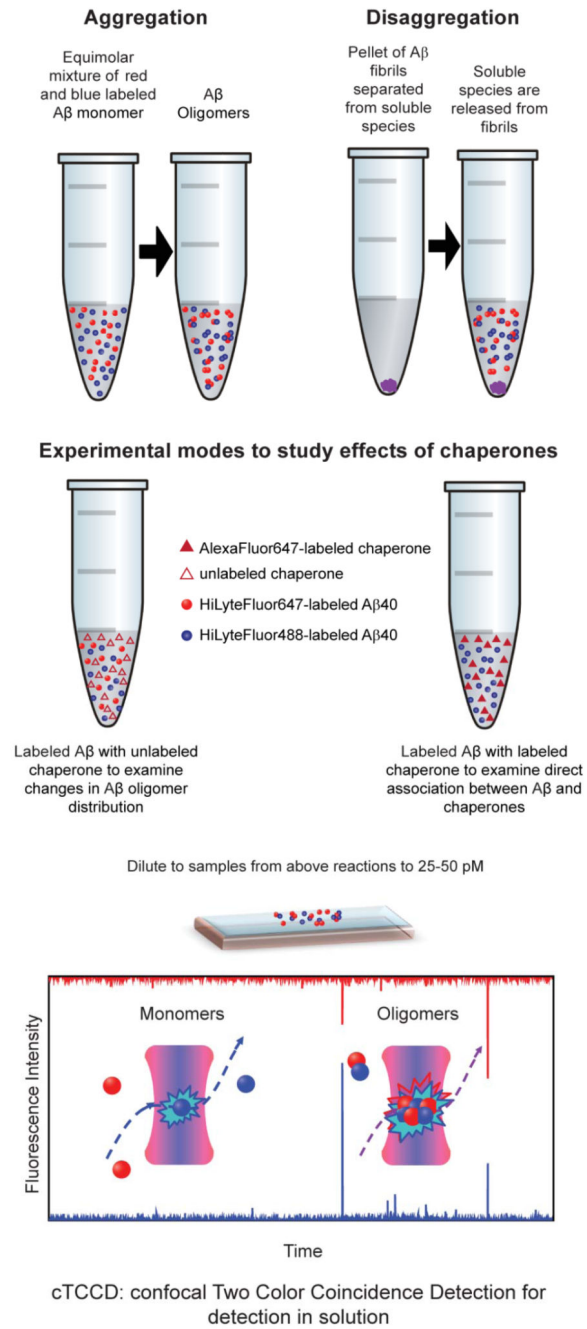 Aggregation
Disaggregation
Equimolar
mixture of red
and blue labeled
Aβ monomer
Aβ
Oligomers
Pellet of Aβ
fibrils
separated
from soluble
species
Soluble
species are
released from
fibrils
Experimental modes to study effects of chaperones
AlexaFluor647-labeled chaperone
unlabeled chaperone
HiLyteFluor647-labeled Aβ40
HiLyteFluor488-labeled Aβ40
Labeled Aβ with unlabeled
chaperone to examine
changes in Aβ oligomer
distribution
Labeled Aβ with labeled
chaperone to examine direct
association between Aβ and
chaperones
Dilute to samples from above reactions to 25-50 pM
Fluorescence Intensity
Monomers
Oligomers
Time
cTCCD: confocal Two Color Coincidence Detection for
detection in solution